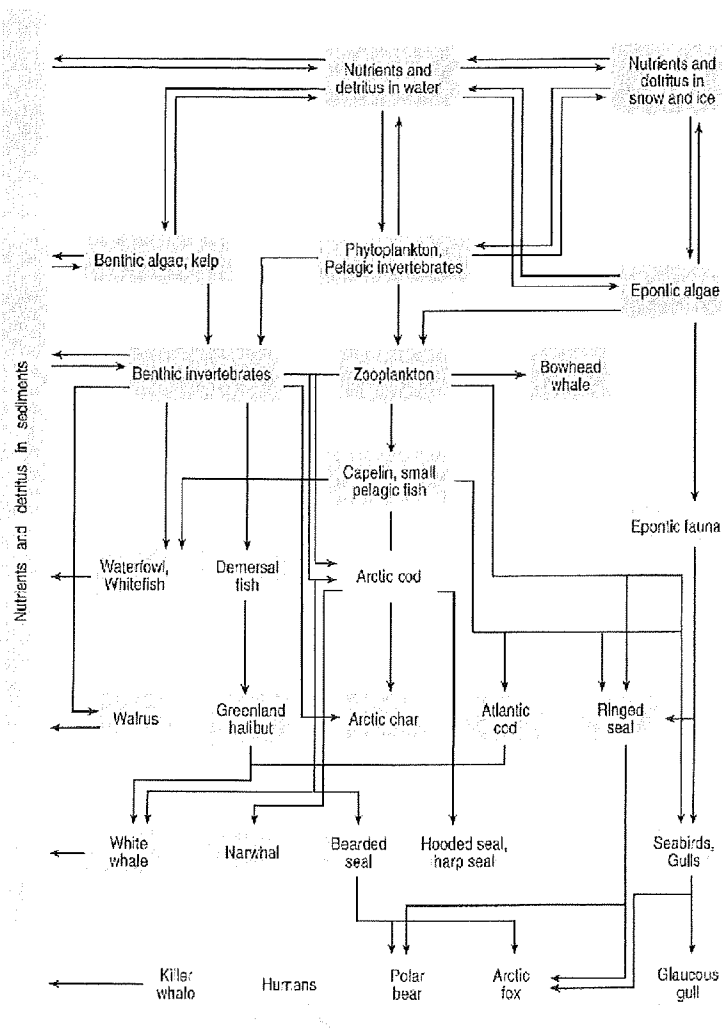 Nutrients and
detritus in water
Nutrients and
detritus in
snow and ice
Benthic algae, kelp
Phytoplankton,
Pelagic invertebrates
Epontic algae
Benthic invertebrates
Zooplankton
Bowhead
whale
Nutrients and detritus in sediments
Capelin, small
pelagic fish
Epontic fauna
Waterfowl,
Whitefish
Demersal
fish
Arctic cod
Walrus
Greenland
halibut
Arctic char
Atlantic
cod
Ringed
seal
White
whale
Narwhal
Bearded
seal
Hooded seal,
harp seal
Seabirds,
Gulls
Killer
whale
Humans
Polar
bear
Arctic
fox
Glaucous
gull